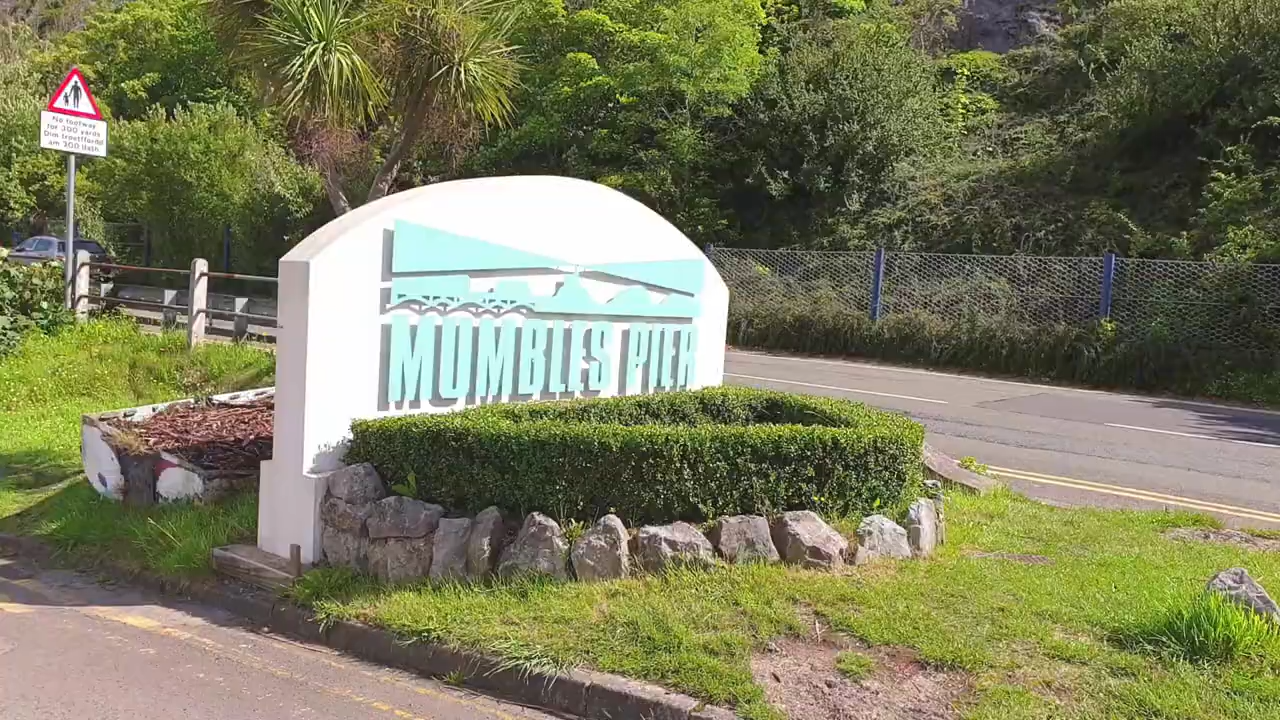 No footway
for 300 yards
Dim troetffordd
am 300 llath
MUMBLES PIER